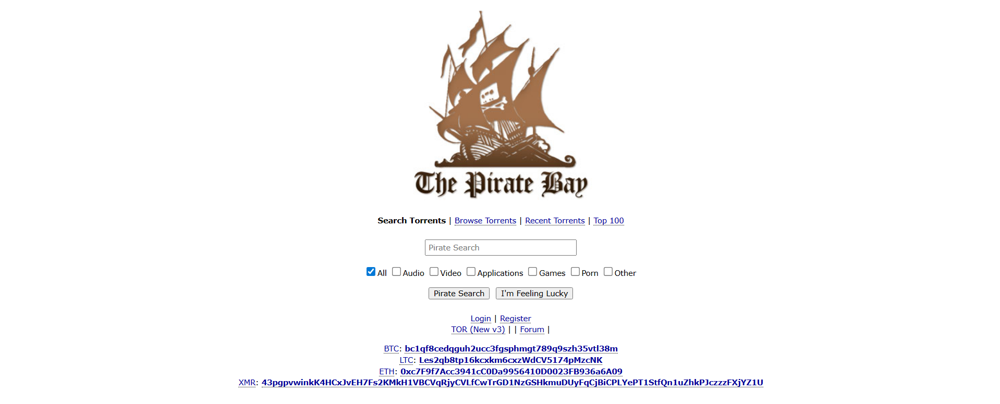 The Pirate Bay
Search Torrents | Browse Torrents | Recent Torrents | Top 100
Pirate Search
All Audio Video Applications Games Porn Other
Pirate Search I'm Feeling Lucky
Login | Register
TOR (New v3) | | Forum |
BTC: bc1qf8cedqguh2ucc3fgsphmgt789q9szh35vtl38m
LTC: Les2qb8tp16kcxkm6cxzWdCV5174pMzcNK
ETH: 0xc7F9f7Acc3941cC0Da9956410D0023FB936a6A09
XMR: 43pgpvwinkK4HCxJvEH7Fs2KMkH1VBCVqRjyCVLfCwTrGD1NzGSHkmuDUyFqCjBiCPLYePT1StfQn1uZhkPJczzzFXjYZ1U